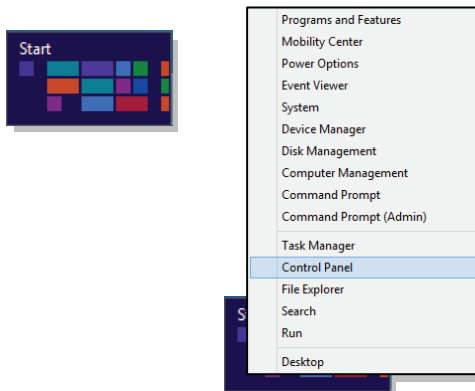 Start
Programs and Features
Mobility Center
Power Options
Event Viewer
System
Device Manager
Disk Management
Computer Management
Command Prompt
Command Prompt (Admin)
Task Manager
Control Panel
File Explorer
Search
Run
Desktop